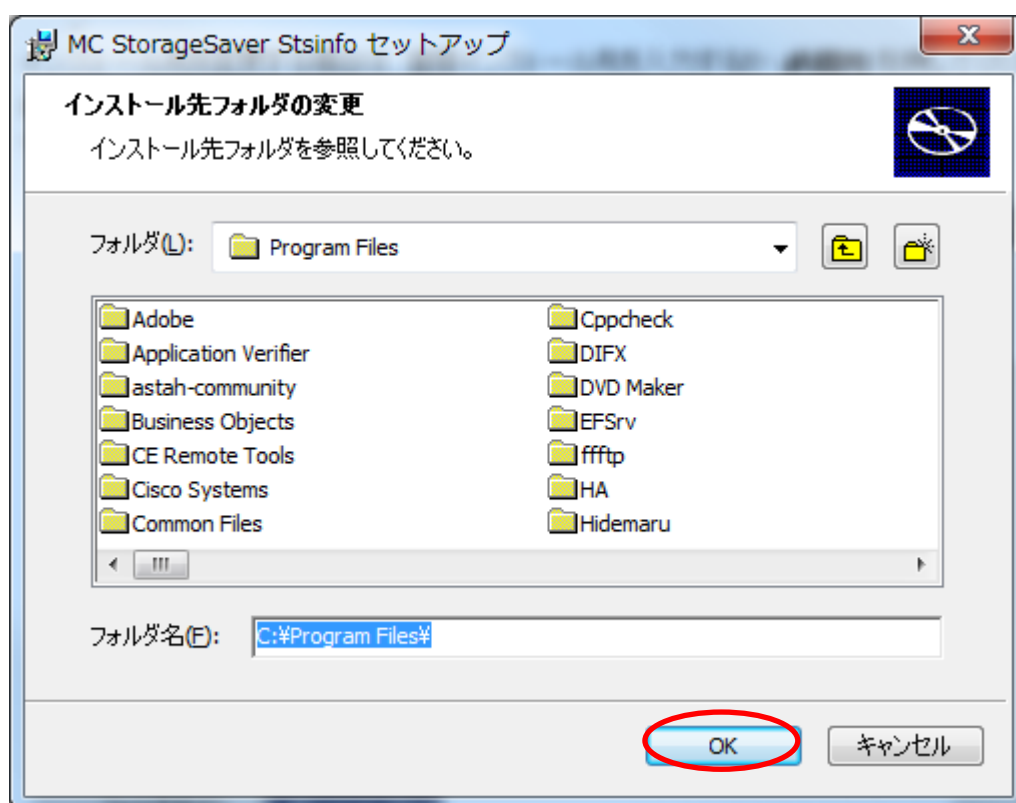 MC StorageSaver Stsinfo セットアップ
インストール先フォルダの変更
インストール先フォルダを参照してください。
フォルダ(L):
Program Files
Adobe
Application Verifier
astah-community
Business Objects
CE Remote Tools
Cisco Systems
Common Files
Cppcheck
DIFX
DVD Maker
EFSrv
ffftp
HA
Hidemaru
フォルダ名(F):
C:¥Program Files¥
OK
キャンセル